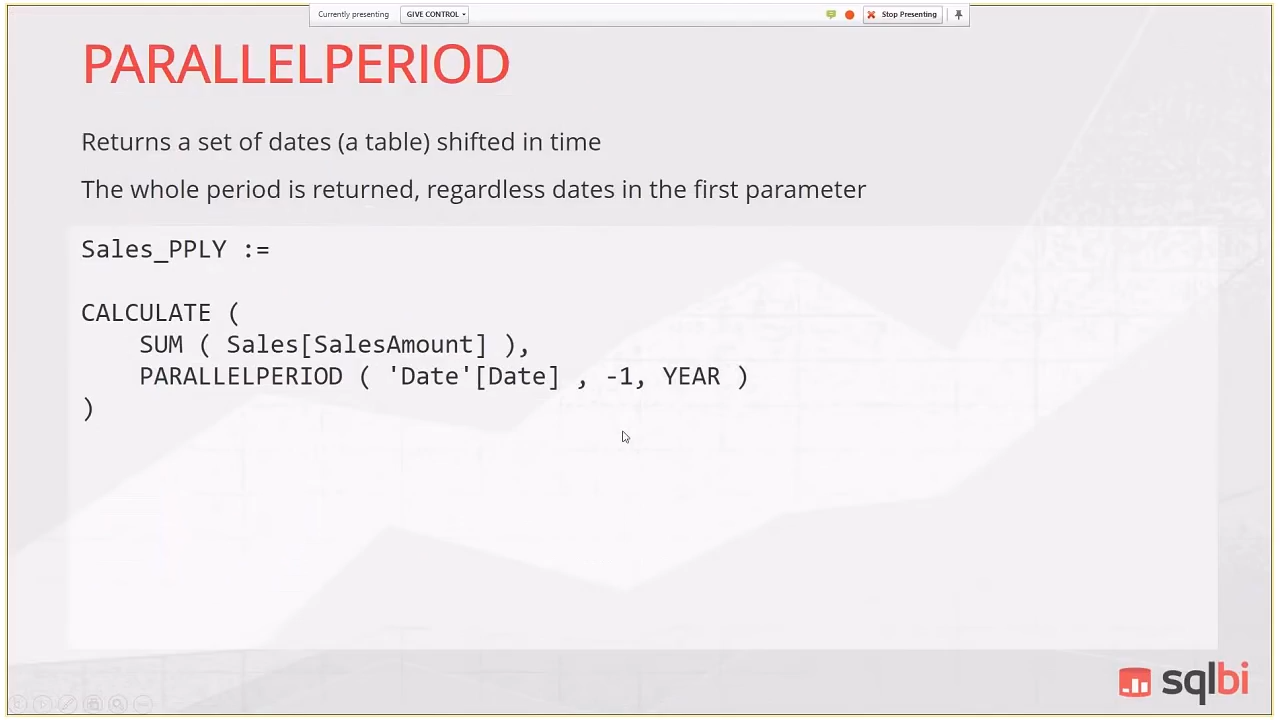 Currently presenting
GIVE CONTROL
Stop Presenting
PARALLELPERIOD
Returns a set of dates (a table) shifted in time
The whole period is returned, regardless dates in the first parameter
Sales_PPLY :=
CALCULATE (
SUM ( Sales[SalesAmount] ),
PARALLELPERIOD ( 'Date'[Date] , -1, YEAR )
)
sqlbi